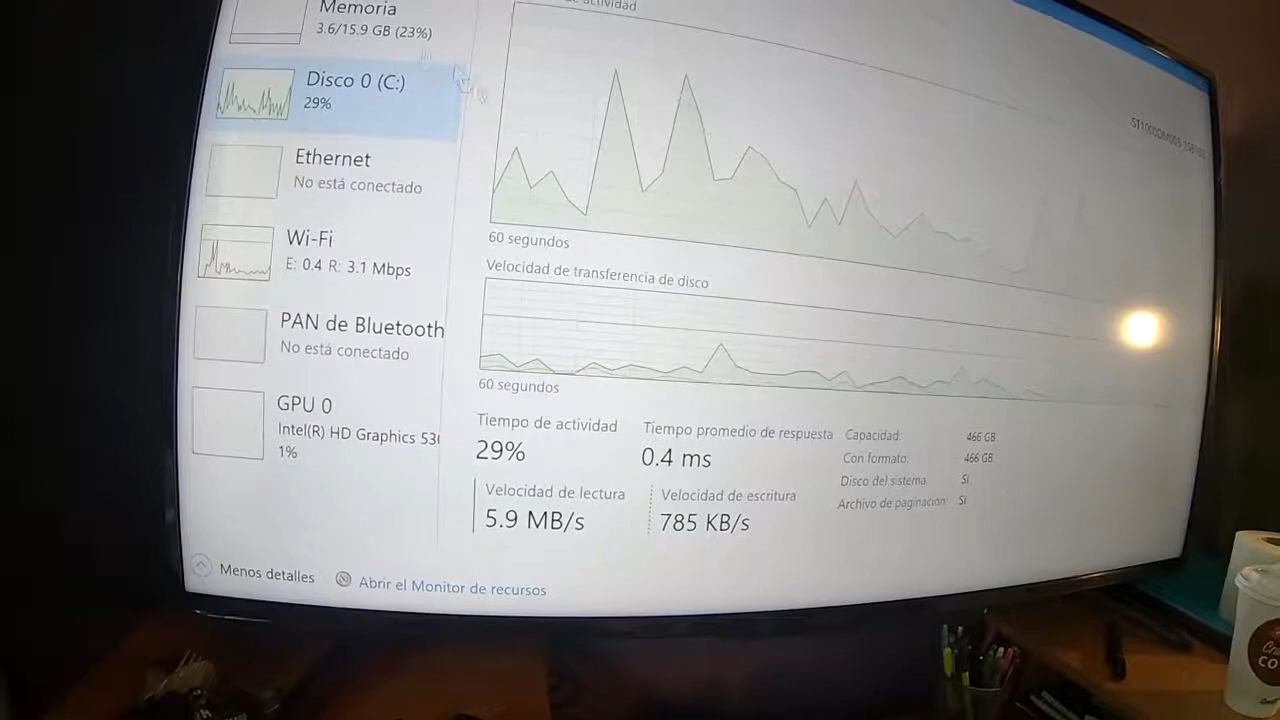 Memoria
3.6/15.9 GB (23%)
Disco 0 (C:)
29%
Ethernet
No está conectado
Wi-Fi
E: 0.4 R: 3.1 Mbps
PAN de Bluetooth
No está conectado
GPU 0
Intel(R) HD Graphics 530
1%
Menos detalles
Abrir el Monitor de recursos
actividad
60 segundos
Velocidad de transferencia de disco
60 segundos
Tiempo de actividad
29%
Tiempo promedio de respuesta
0.4 ms
Velocidad de lectura
5.9 MB/s
Velocidad de escritura
785 KB/s
Capacidad: 466 GB
Con formato: 466 GB
Disco del sistema Sí
Archivo de paginación: Sí